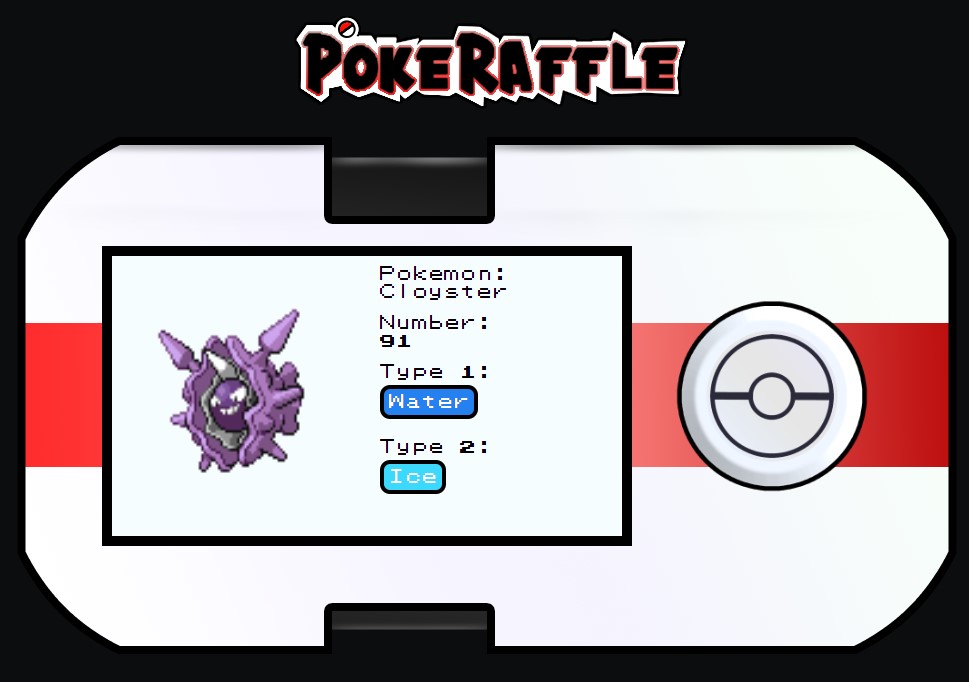 POKERAFFLE
Pokemon:
Cloyster
Number:
91
Type 1:
Water
Type 2:
Ice